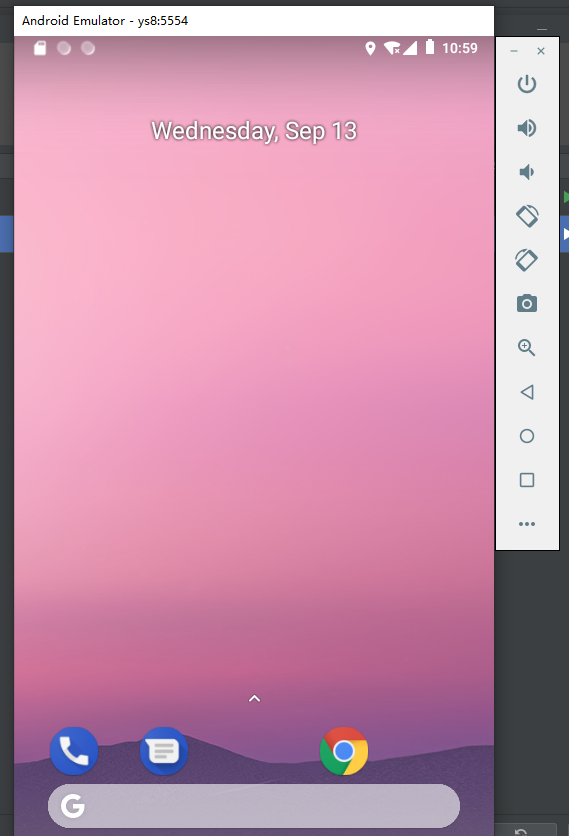 Android Emulator - ys8:5554
10:59
Wednesday, Sep 13
G